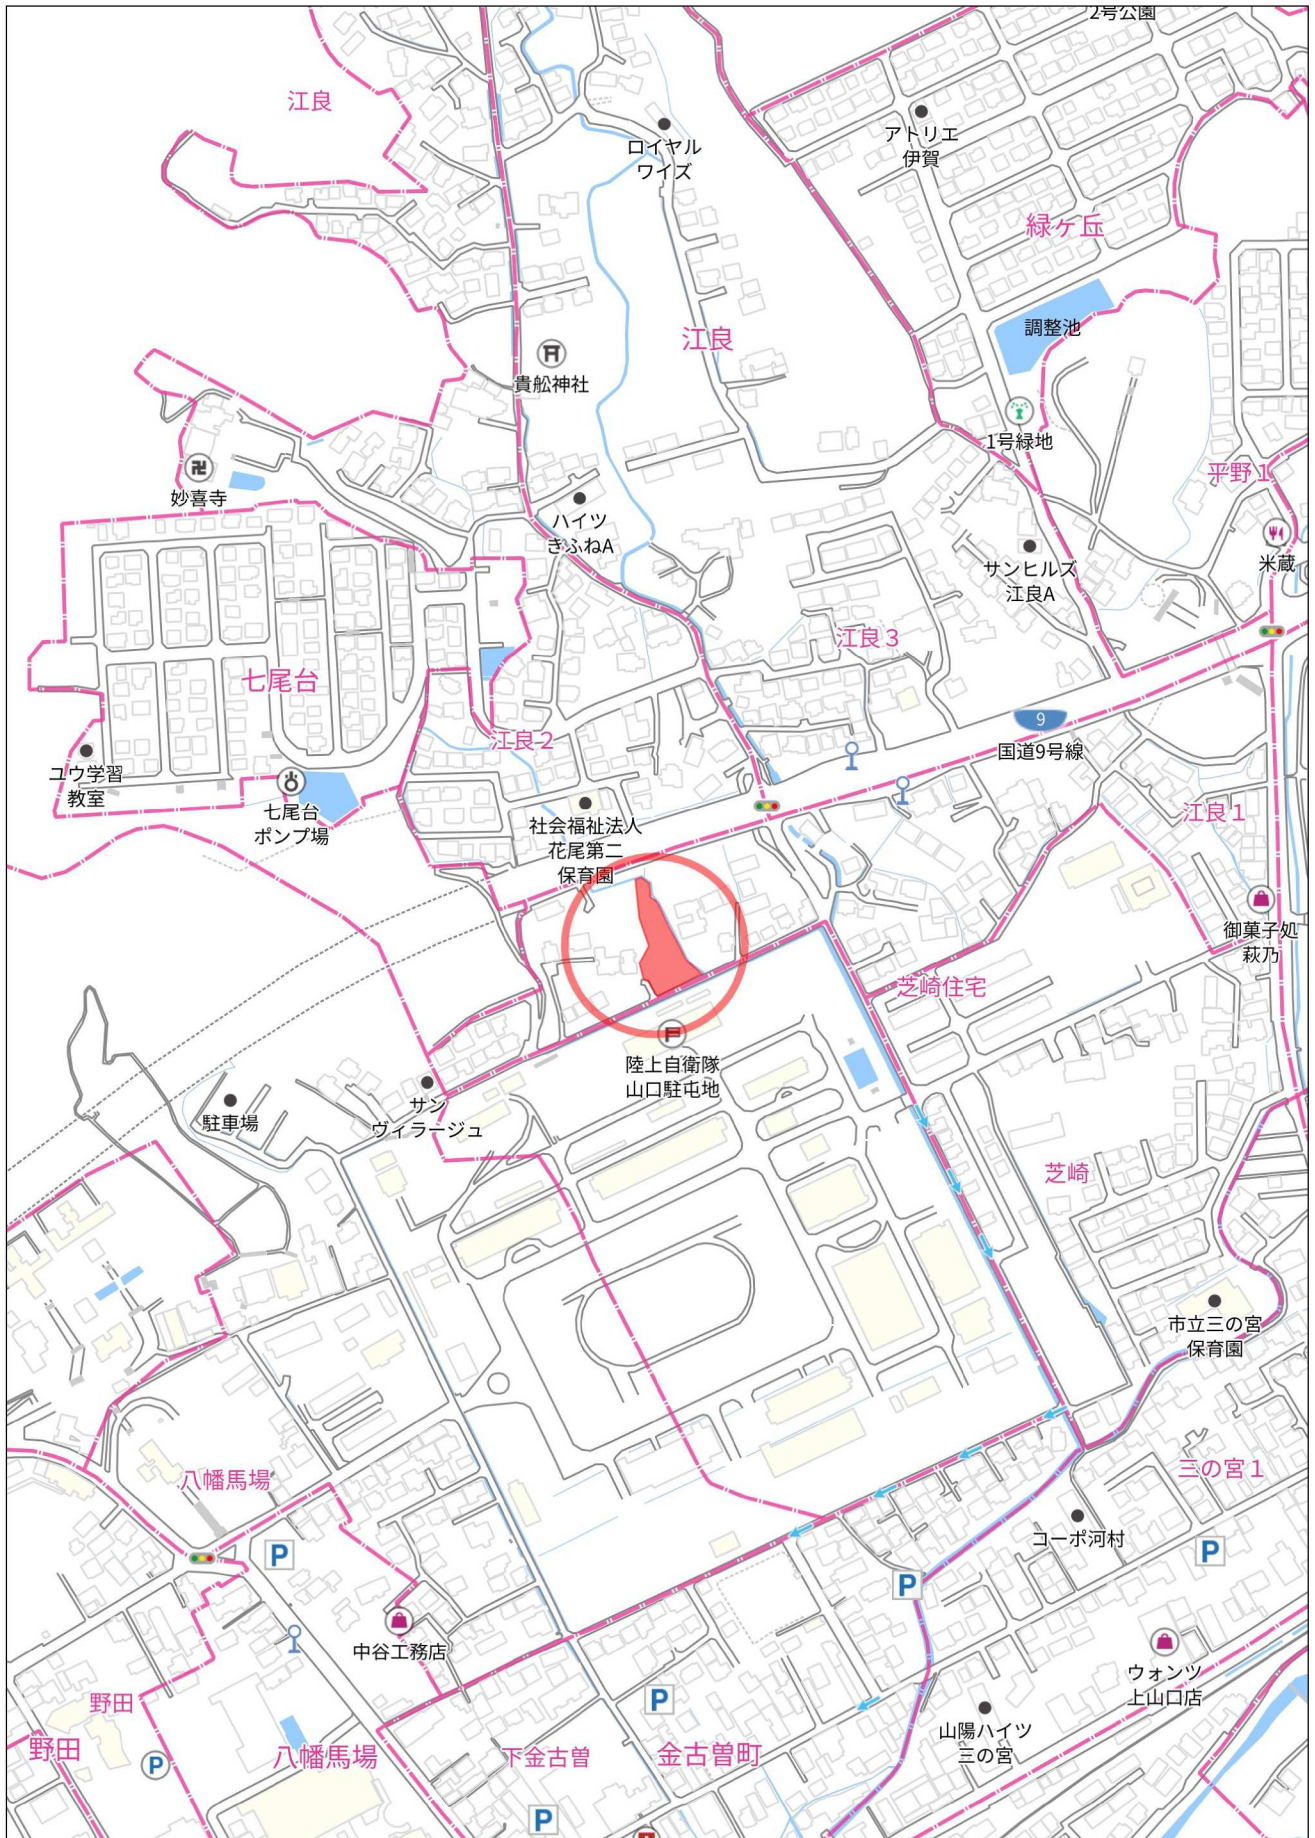 2号公園
江良
ロイヤル
ワイズ
アトリエ
伊賀
緑ヶ丘
調整池
江良
貴舩神社
1号緑地
平野1
妙喜寺
ハイツ
きふねA
サンヒルズ
江良A
米蔵
江良3
七尾台
9
国道9号線
江良2
ユウ学習
教室
七尾台
ポンプ場
社会福祉法人
花尾第二
保育園
江良1
御菓子処
萩乃
芝崎住宅
陸上自衛隊
山口駐屯地
サン
ヴィラージュ
駐車場
芝崎
市立三の宮
保育園
三の宮1
八幡馬場
コーポ河村
P
P
P
中谷工務店
ウォンツ
上山口店
野田
P
山陽ハイツ
三の宮
野田
八幡馬場
下金古曽
金古曽町
P
P